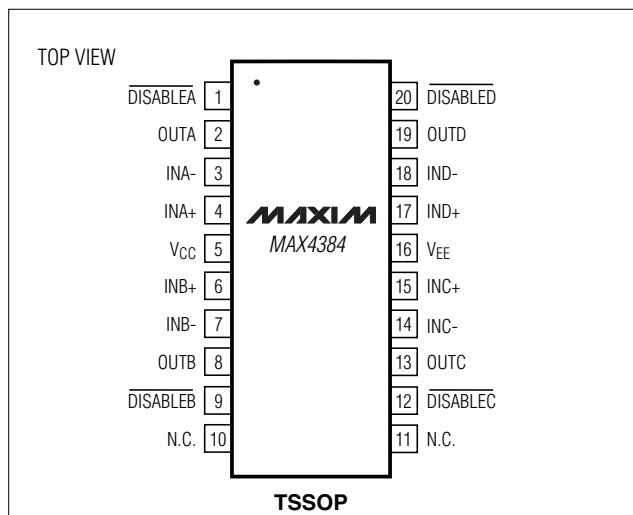 TOP VIEW
DISABLEA 1
OUTA 2
INA- 3
INA+ 4
VCC 5
INB+ 6
INB- 7
OUTB 8
DISABLEB 9
N.C. 10
MAXIM
MAX4384
20 DISABLED
19 OUTD
18 IND-
17 IND+
16 VEE
15 INC+
14 INC-
13 OUTC
12 DISABLEC
11 N.C.
TSSOP